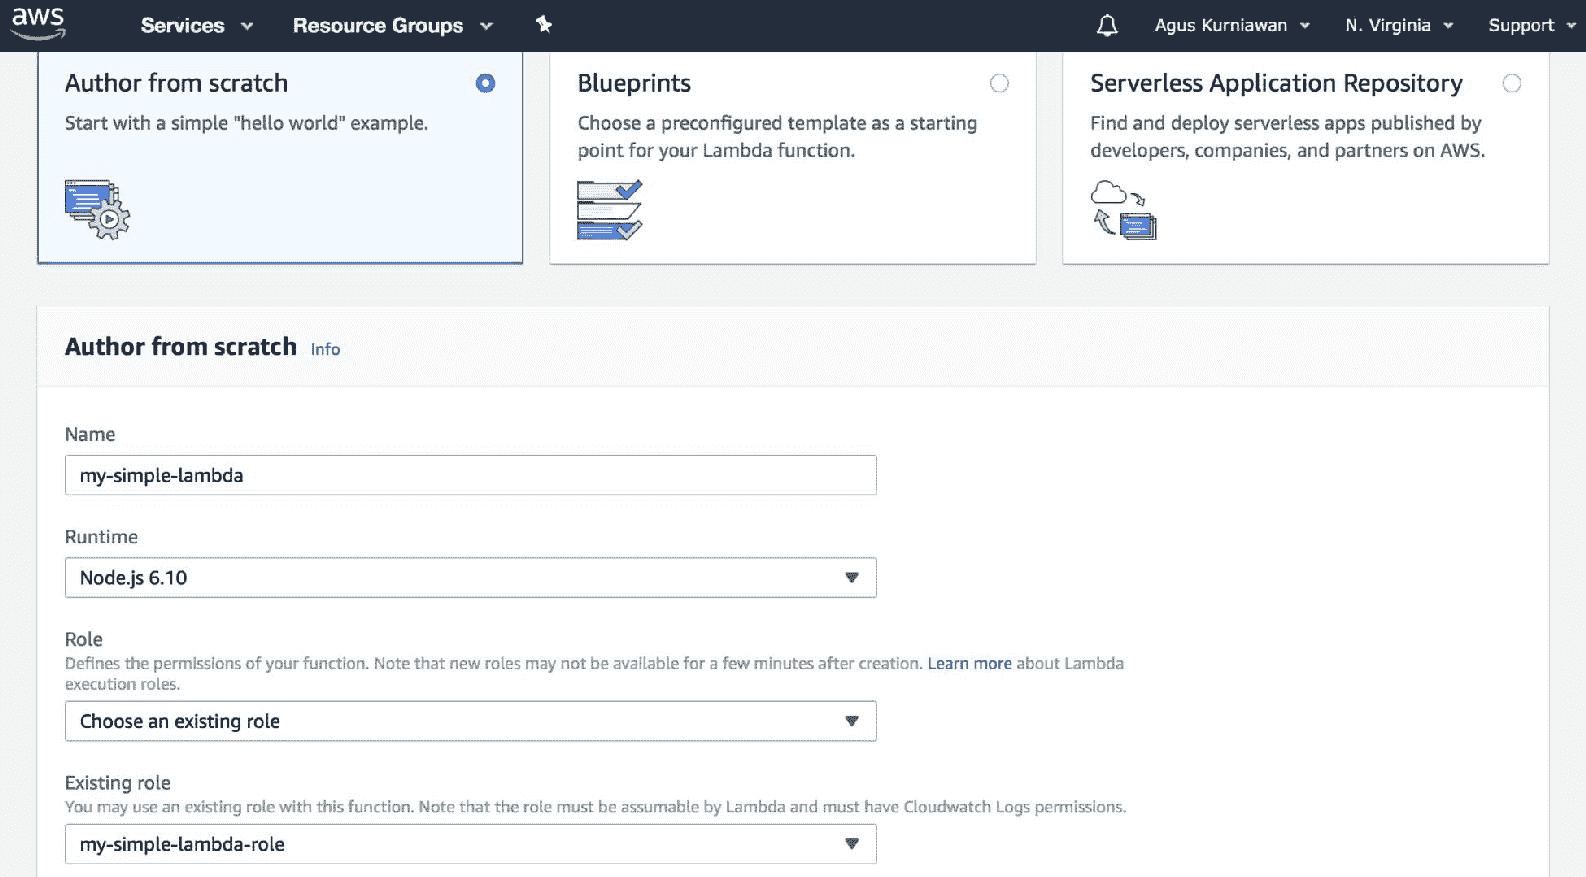 aws Services Resource Groups Agus Kurniawan N. Virginia Support
Author from scratch
Start with a simple "hello world" example.
Blueprints
Choose a preconfigured template as a starting
point for your Lambda function.
Serverless Application Repository
Find and deploy serverless apps published by
developers, companies, and partners on AWS.
Author from scratch Info
Name
my-simple-lambda
Runtime
Node.js 6.10
Role
Defines the permissions of your function. Note that new roles may not be available for a few minutes after creation. Learn more about Lambda
execution roles.
Choose an existing role
Existing role
You may use an existing role with this function. Note that the role must be assumable by Lambda and must have Cloudwatch Logs permissions.
my-simple-lambda-role